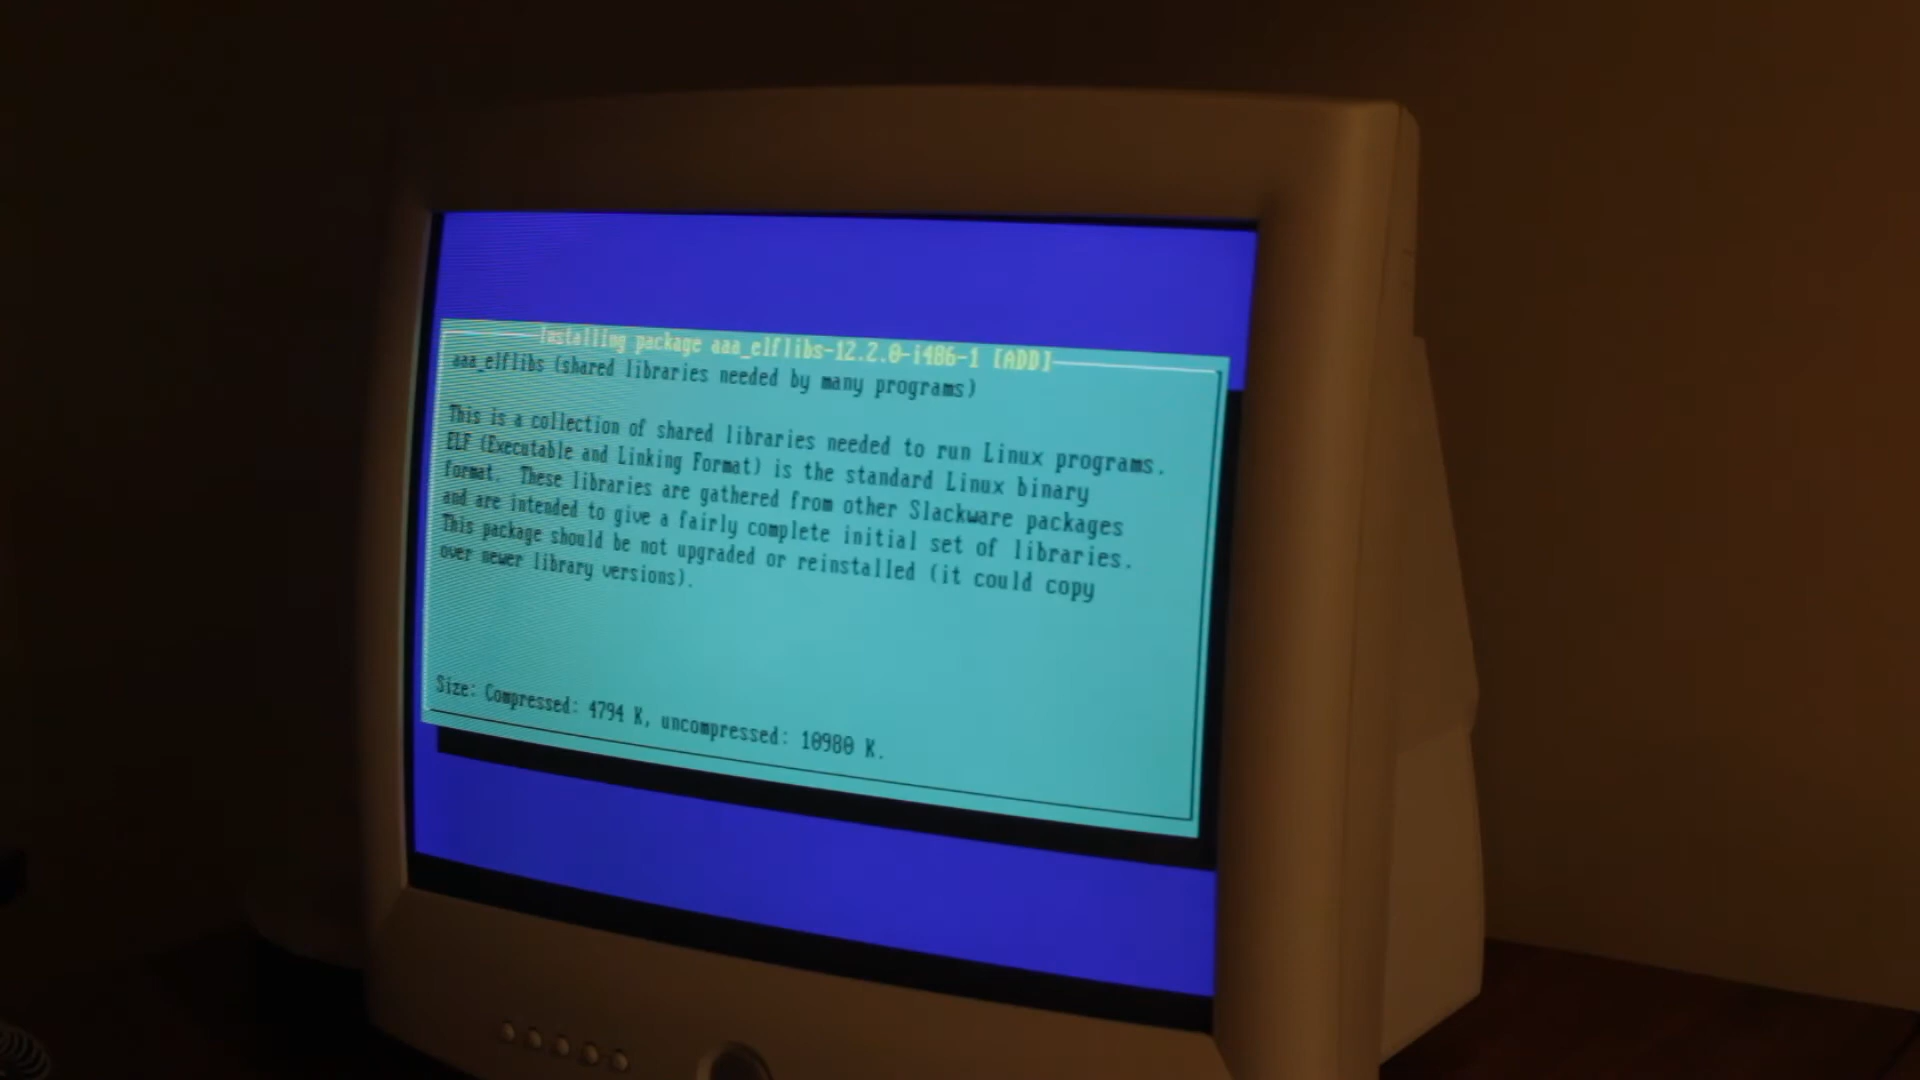 Installing package aaa_elflibs-12.2.0-i486-1 [ADD]
aaa_elflibs (shared libraries needed by many programs)
This is a collection of shared libraries needed to run Linux programs.
ELF (Executable and Linking Format) is the standard Linux binary
format.  These libraries are gathered from other Slackware packages
and are intended to give a fairly complete initial set of libraries.
This package should be not upgraded or reinstalled (it could copy
over newer library versions).
Size: Compressed: 4794 K, uncompressed: 10980 K.